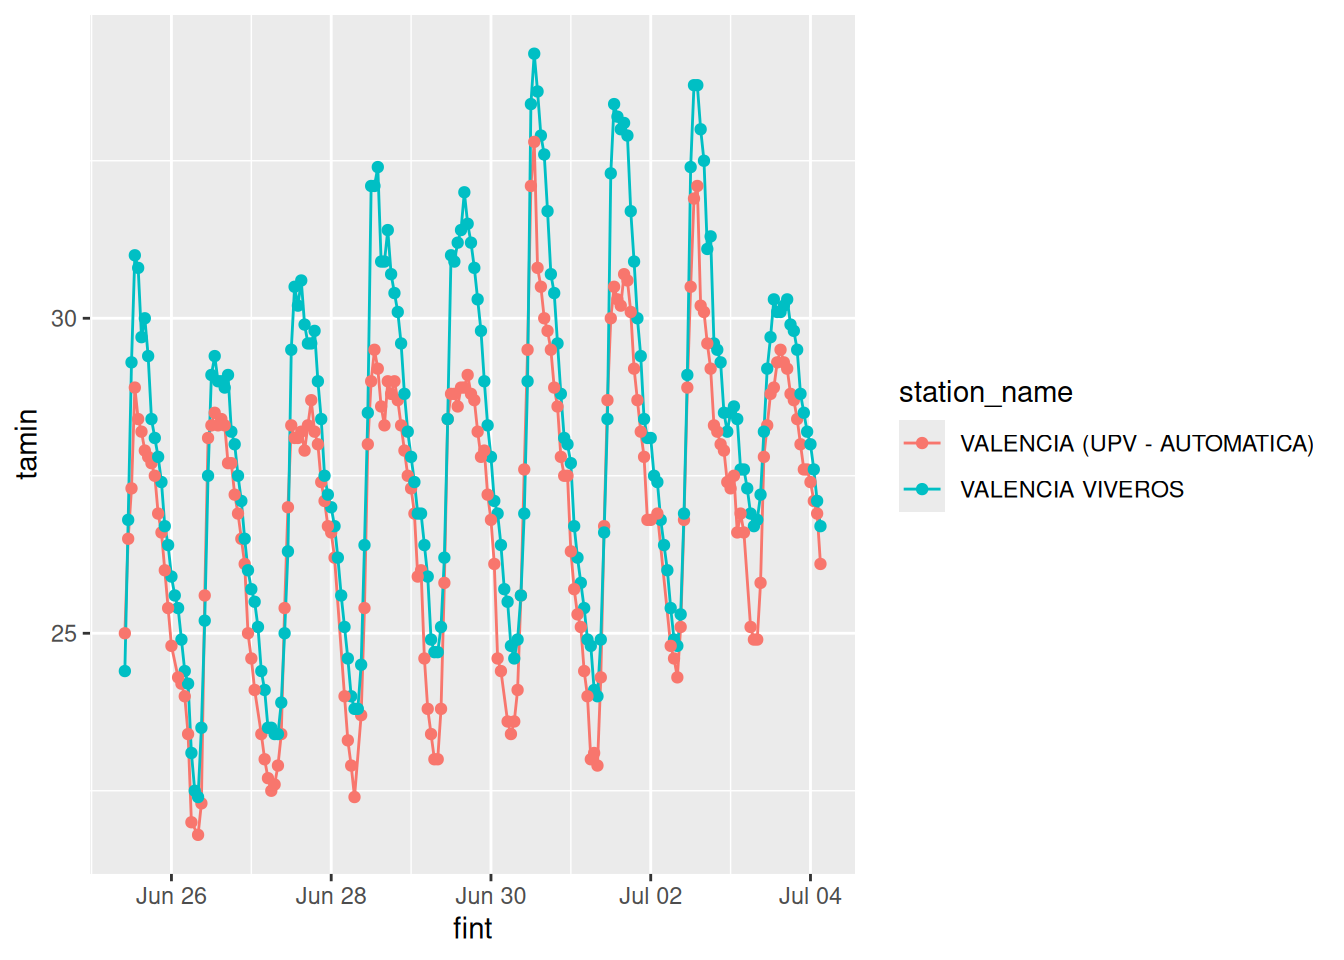 tamin
30
25
Jun 26
Jun 28
Jun 30
Jul 02
Jul 04
fint
station_name
VALENCIA (UPV - AUTOMATICA)
VALENCIA VIVEROS